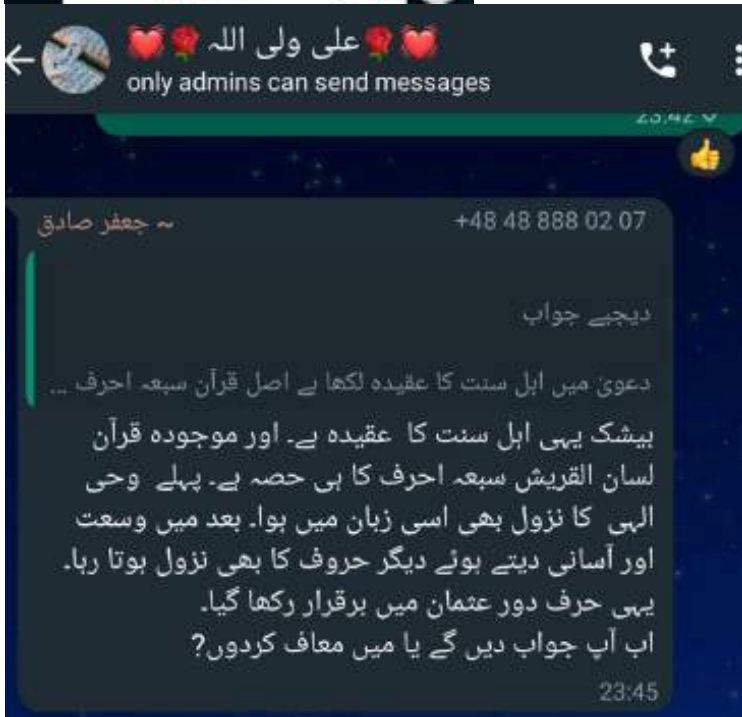 💓🌹علی ولی اللہ 🌹💓
only admins can send messages
~ جعفر صادق
+48 48 888 02 07
دیجیے جواب
دعویٰ میں اہل سنت کا عقیدہ لکھا ہے اصل قرآن سبعہ احرف ...
بیشک یہی اہل سنت کا عقیدہ ہے۔ اور موجودہ قرآن
لسان القریش سبعہ احرف کا ہی حصہ ہے۔ پہلے وحی
الہی کا نزول بھی اسی زبان میں ہوا۔ بعد میں وسعت
اور آسانی دیتے ہوئے دیگر حروف کا بھی نزول ہوتا رہا۔
یہی حرف دور عثمان میں برقرار رکھا گیا۔
اب آپ جواب دیں گے یا میں معاف کردوں?
23:45